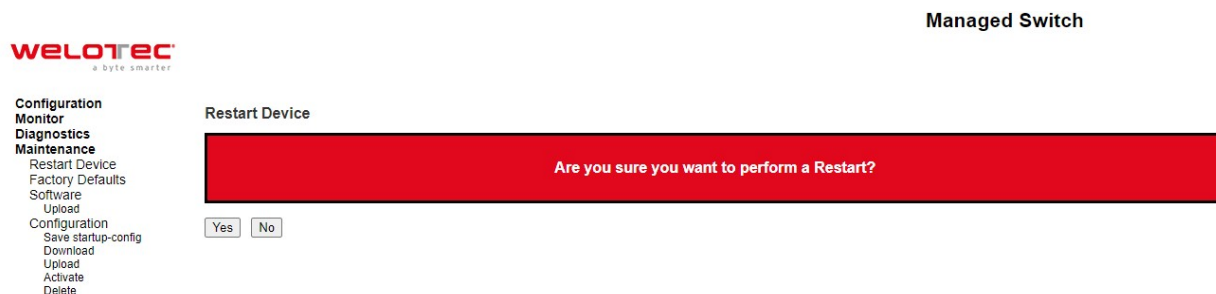 Managed Switch
welotec
a byte smarter
Configuration
Monitor
Diagnostics
Maintenance
Restart Device
Factory Defaults
Software
Upload
Configuration
Save startup-config
Download
Upload
Activate
Delete
Restart Device
Are you sure you want to perform a Restart?
Yes No